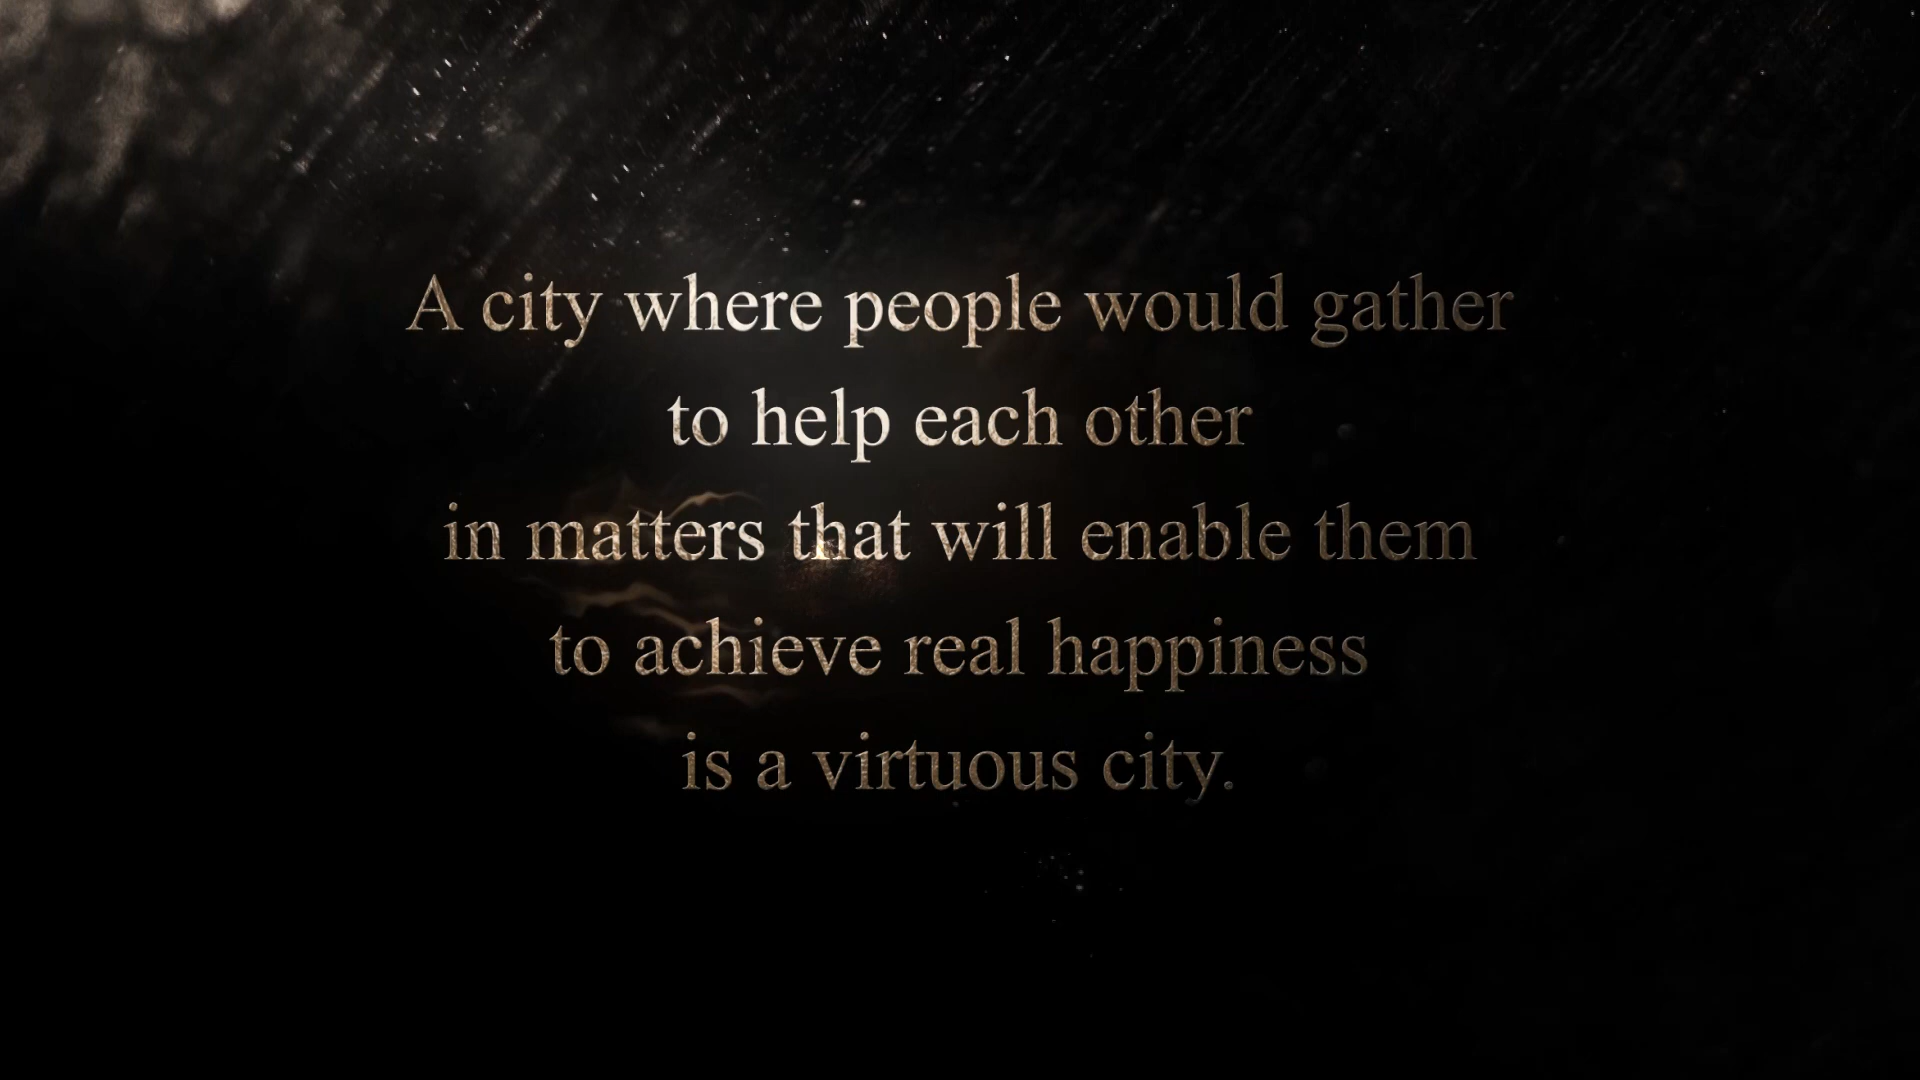 A city where people would gather
to help each other
in matters that will enable them
to achieve real happiness
is a virtuous city.